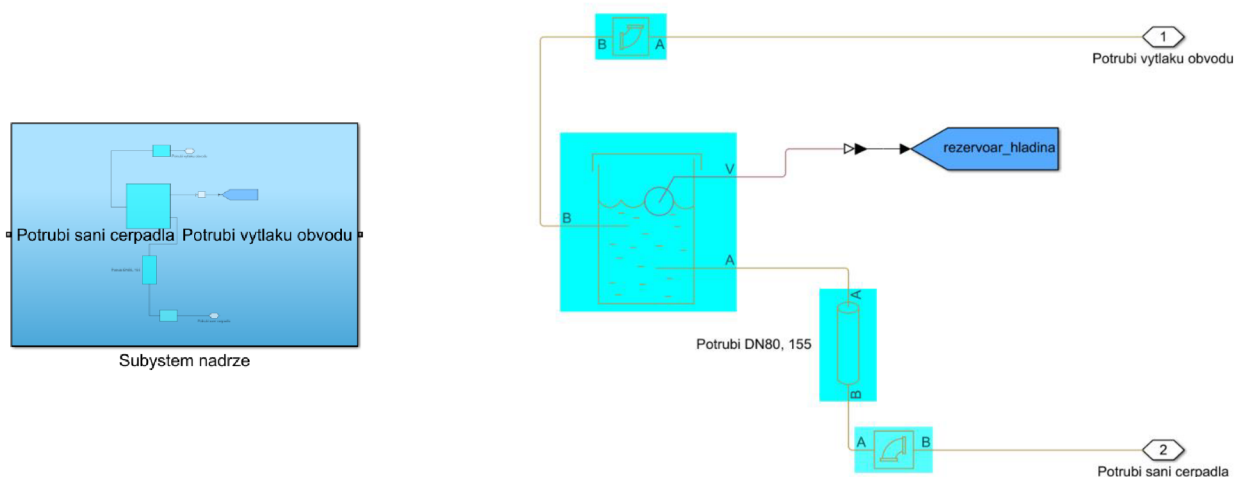 Potrubi sani cerpadla Potrubi vytlaku obvodu
Subystem nadrze
B
A
1
Potrubi vytlaku obvodu
V
rezervoar_hladina
B
A
A
Potrubi DN80, 155
B
A
B
2
Potrubi sani cerpadla